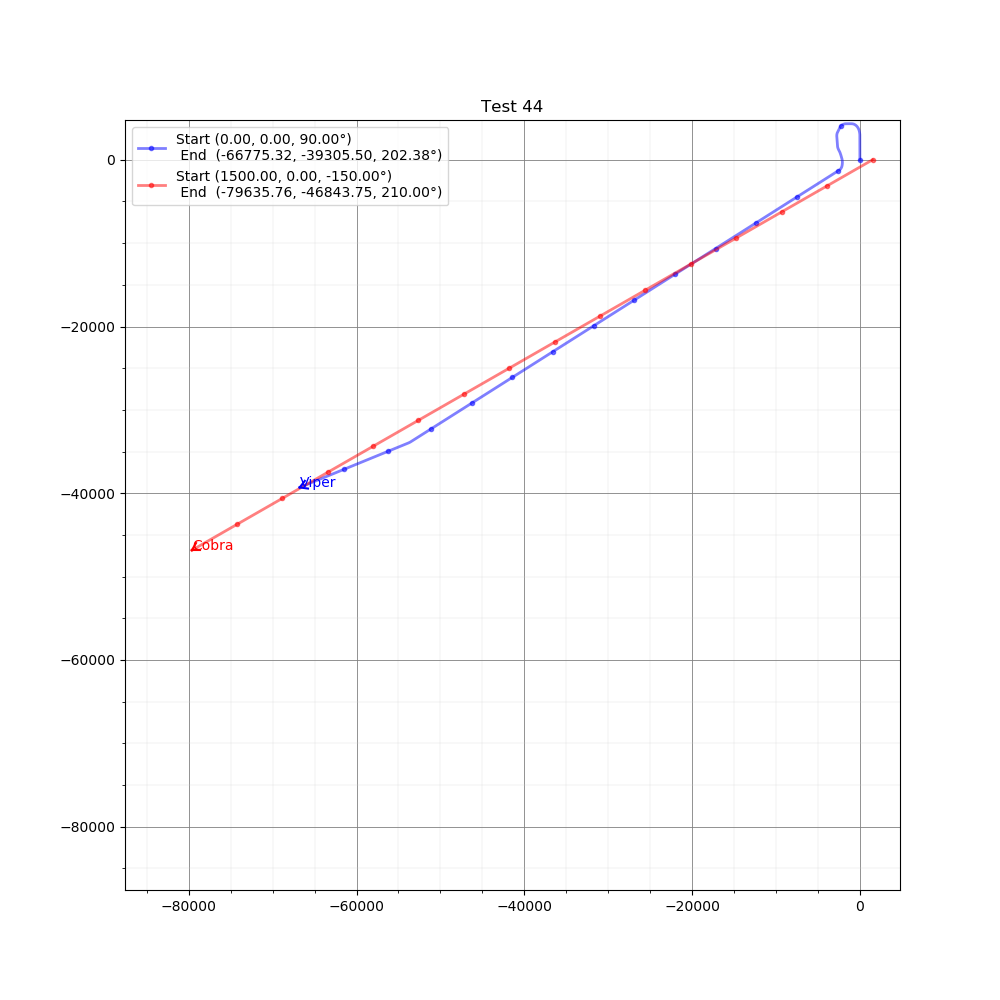 Test 44
Start (0.00, 0.00, 90.00°)
End  (-66775.32, -39305.50, 202.38°)
Start (1500.00, 0.00, -150.00°)
End  (-79635.76, -46843.75, 210.00°)
0
−20000
−40000
−60000
−80000
Viper
Cobra
−80000 −60000 −40000 −20000 0